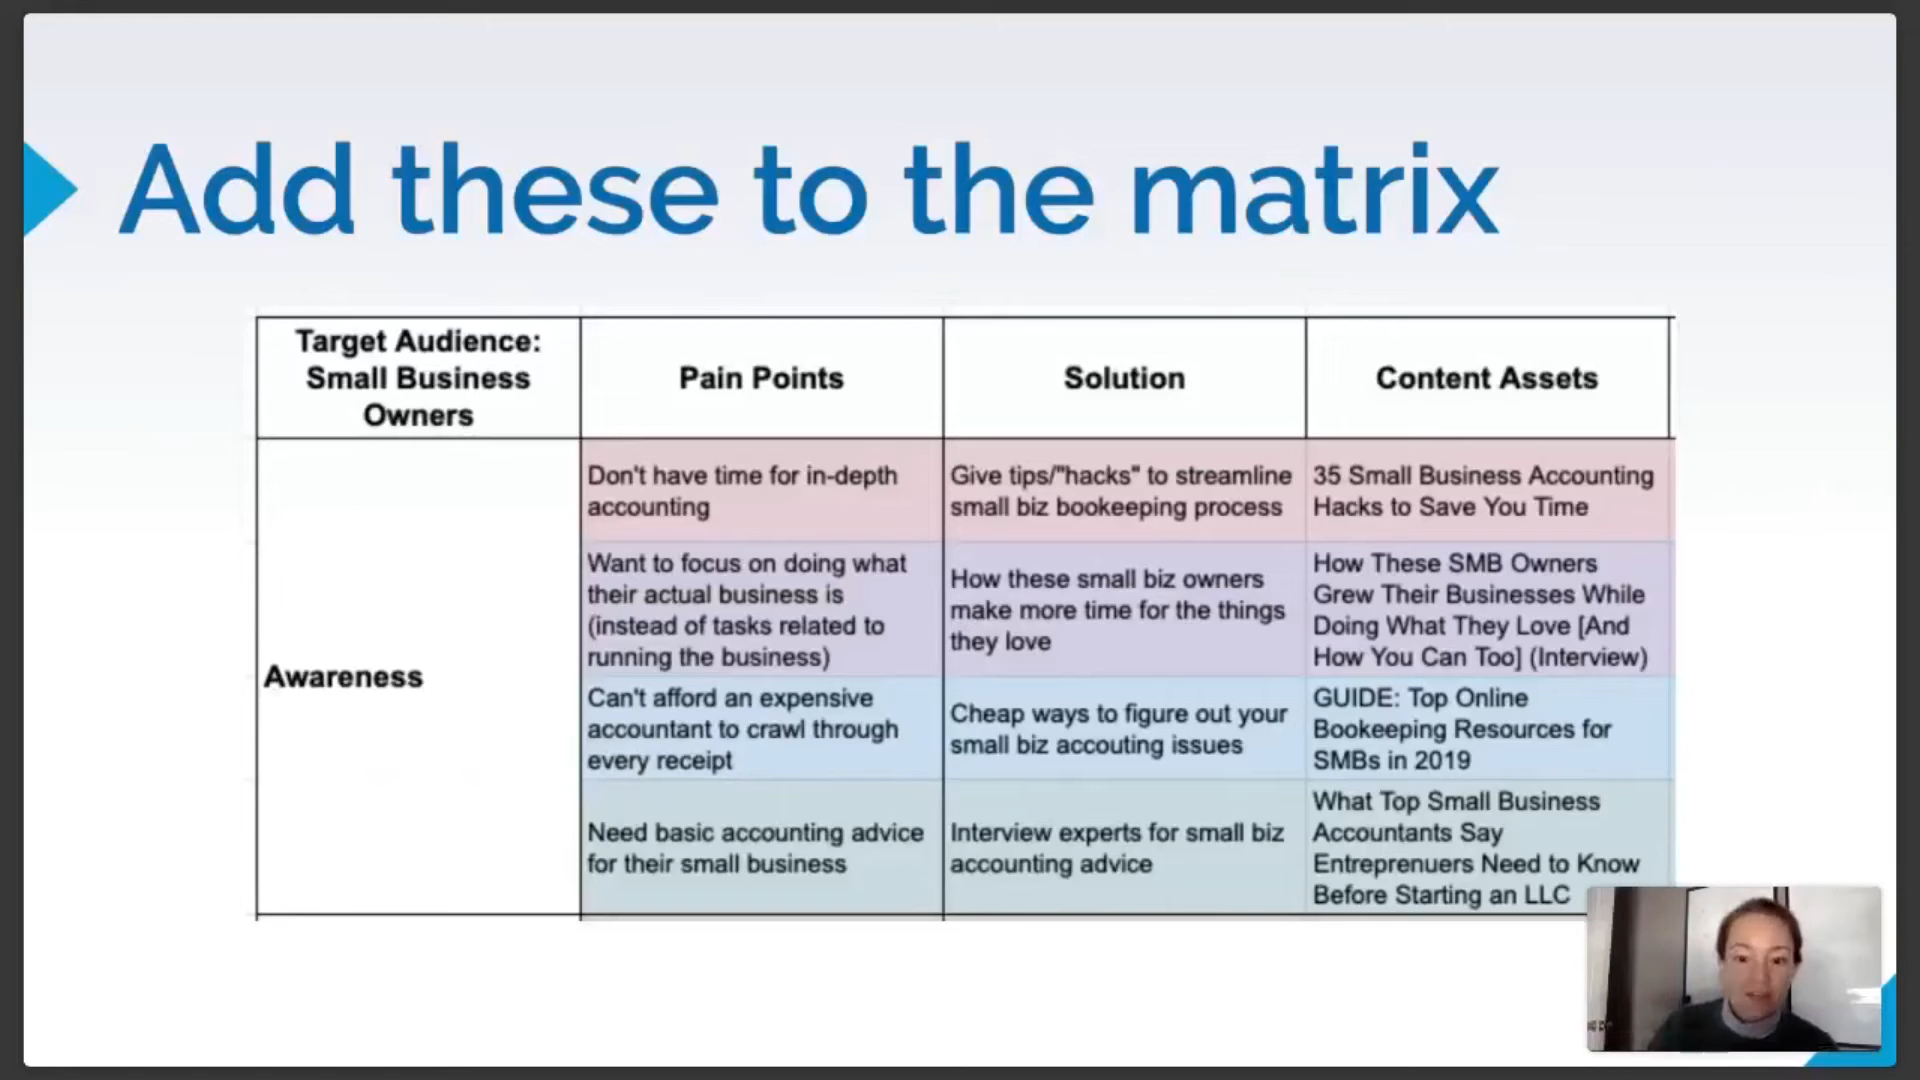 Add these to the matrix
Target Audience:
Small Business
Owners
Pain Points
Solution
Content Assets
Awareness
Don't have time for in-depth
accounting
Give tips/"hacks" to streamline
small biz bookeeping process
35 Small Business Accounting
Hacks to Save You Time
Want to focus on doing what
their actual business is
(instead of tasks related to
running the business)
How these small biz owners
make more time for the things
they love
How These SMB Owners
Grew Their Businesses While
Doing What They Love [And
How You Can Too] (Interview)
Can't afford an expensive
accountant to crawl through
every receipt
Cheap ways to figure out your
small biz accouting issues
GUIDE: Top Online
Bookeeping Resources for
SMBs in 2019
Need basic accounting advice
for their small business
Interview experts for small biz
accounting advice
What Top Small Business
Accountants Say
Entreprenuers Need to Know
Before Starting an LLC